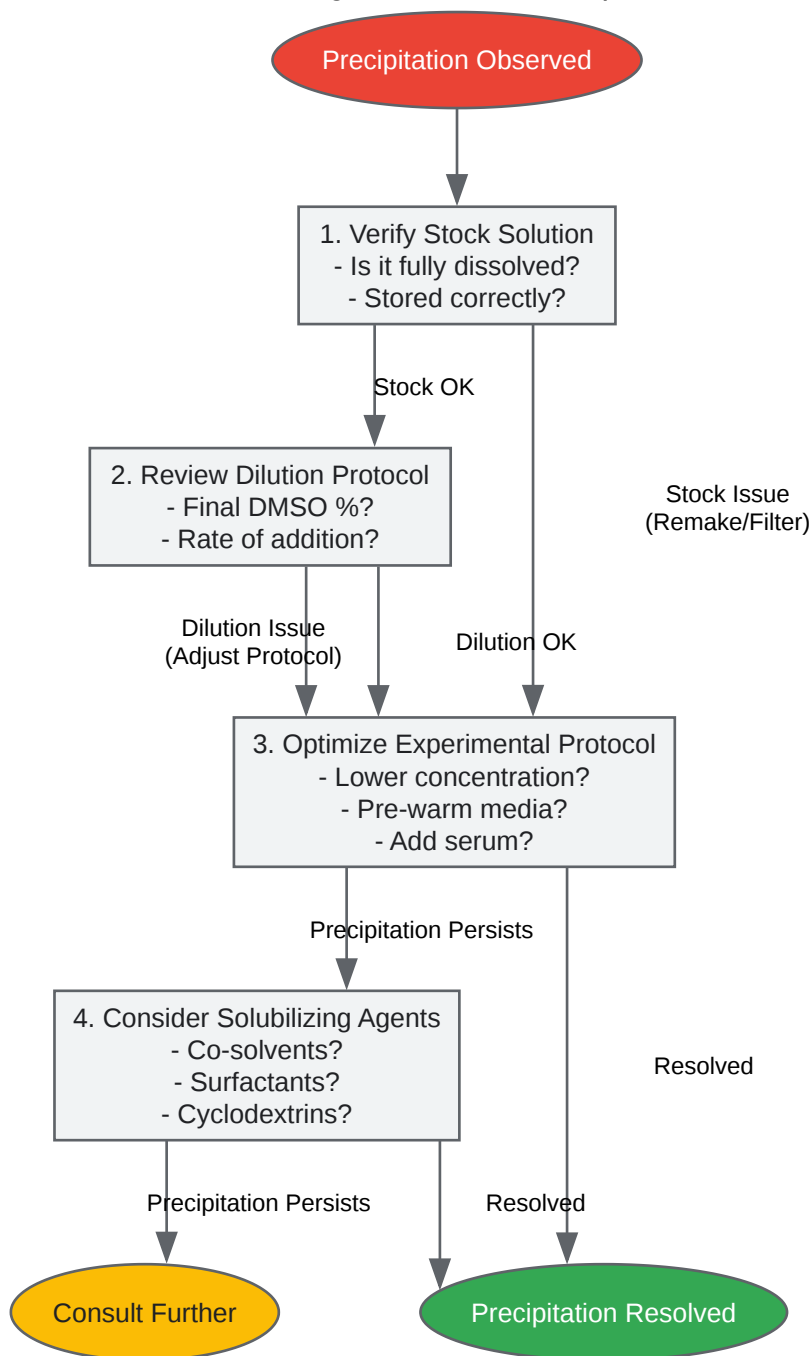 Precipitation Observed
1. Verify Stock Solution
- Is it fully dissolved?
- Stored correctly?
Stock OK
2. Review Dilution Protocol
- Final DMSO %?
- Rate of addition?
Stock Issue
(Remake/Filter)
Dilution Issue
(Adjust Protocol)
Dilution OK
3. Optimize Experimental Protocol
- Lower concentration?
- Pre-warm media?
- Add serum?
Precipitation Persists
4. Consider Solubilizing Agents
- Co-solvents?
- Surfactants?
- Cyclodextrins?
Resolved
Precipitation Persists
Resolved
Consult Further
Precipitation Resolved